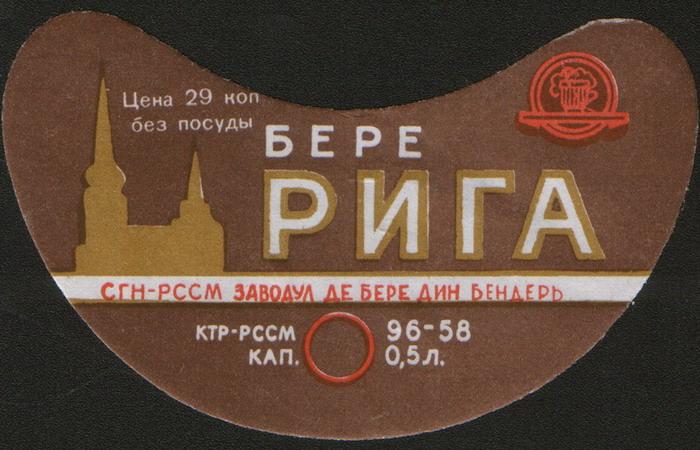 Цена 29 коп
без посуды
БЕРЕ
РИГА
СГН-РССМ ЗАВОДУЛ ДЕ БЕРЕ ДИН БЕНДЕРЬ
КТР-РССМ 96-58
КАП. 0,5л.